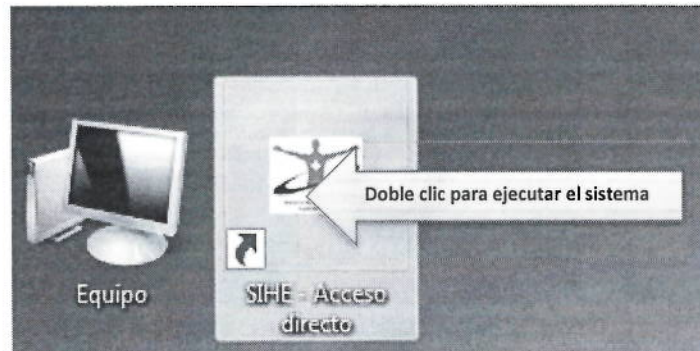 Doble clic para ejecutar el sistema
Equipo
SIHE - Acceso
directo